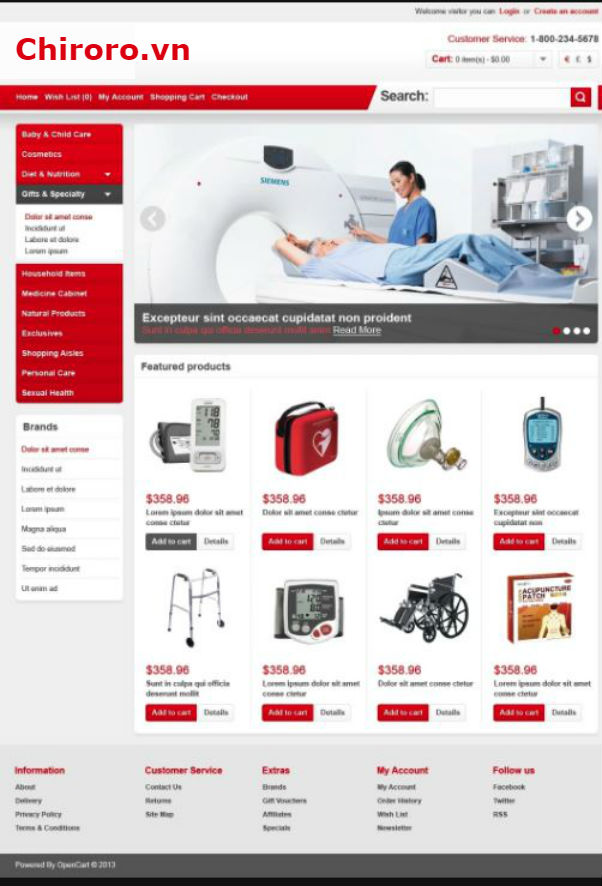 Welcome visitor you can Login or Create an account
Chiroro.vn
Customer Service: 1-800-234-5678
Cart: 0 item(s) - $0.00
€ £ $
Home Wish List (0) My Account Shopping Cart Checkout
Search:
Baby & Child Care
Cosmetics
Diet & Nutrition
Gifts & Specialty
Dolor sit amet conse
Incididunt ut
Labore et dolore
Lorem ipsum
Household Items
Medicine Cabinet
Natural Products
Exclusives
Shopping Aisles
Personal Care
Sexual Health
SIEMENS
Excepteur sint occaecat cupidatat non proident
Sunt in culpa qui officia deserunt mollit anim Read More
Brands
Dolor sit amet conse
Incididunt ut
Labore et dolore
Lorem ipsum
Magna aliqua
Sed do eiusmod
Tempor incididunt
Ut enim ad
Featured products
$358.96
Lorem ipsum dolor sit amet
conse ctetur
Add to cart Details
$358.96
Dolor sit amet conse ctetur
Add to cart Details
$358.96
Ipsum dolor sit amet conse
ctetur
Add to cart Details
$358.96
Excepteur sint occaecat
cupidatat non
Add to cart Details
ACUPUNCTURE
PATCH
$358.96
Sunt in culpa qui officia
deserunt mollit
Add to cart Details
$358.96
Lorem ipsum dolor sit amet
conse ctetur
Add to cart Details
$358.96
Dolor sit amet conse ctetur
Add to cart Details
$358.96
Lorem ipsum dolor sit amet
conse ctetur
Add to cart Details
Information
About
Delivery
Privacy Policy
Terms & Conditions
Customer Service
Contact Us
Returns
Site Map
Extras
Brands
Gift Vouchers
Affiliates
Specials
My Account
My Account
Order History
Wish List
Newsletter
Follow us
Facebook
Twitter
RSS
Powered By OpenCart © 2013